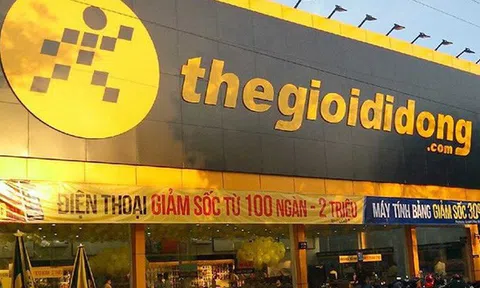 thegioididong
.com
ĐIỆN THOẠI GIẢM SỐC TỪ 100 NGÀN - 2 TRIỆU
MÁY TÍNH BẢNG GIẢM SỐC 30%